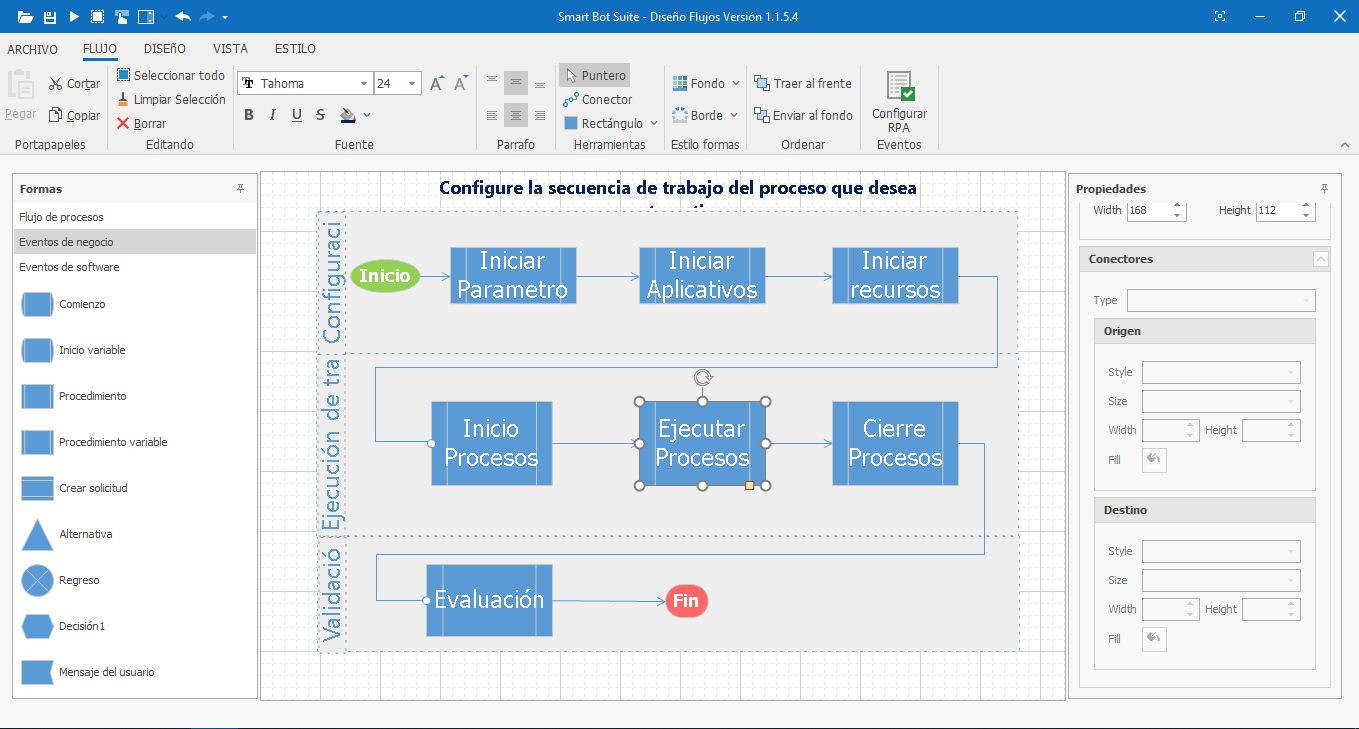 Smart Bot Suite - Diseño Flujos Versión 1.1.5.4
ARCHIVO FLUJO DISEÑO VISTA ESTILO
Pegar
Cortar
Copiar
Portapapeles
Seleccionar todo
Limpiar Selección
Borrar
Editando
Tahoma 24
B I U S
Fuente
Parrafo
Puntero
Conector
Rectángulo
Herramientas
Fondo
Borde
Estilo formas
Traer al frente
Enviar al fondo
Ordenar
Configurar
RPA
Eventos
Formas
Flujo de procesos
Eventos de negocio
Eventos de software
Comienzo
Inicio variable
Procedimiento
Procedimiento variable
Crear solicitud
Alternativa
Regreso
Decisión1
Mensaje del usuario
Configure la secuencia de trabajo del proceso que desea
Configuraci
Inicio
Iniciar
Parametro
Iniciar
Aplicativos
Iniciar
recursos
Ejecución de tra
Inicio
Procesos
Ejecutar
Procesos
Cierre
Procesos
Validació
Evaluación
Fin
Propiedades
Width 168 Height 112
Conectores
Type
Origen
Style
Size
Width Height
Fill
Destino
Style
Size
Width Height
Fill